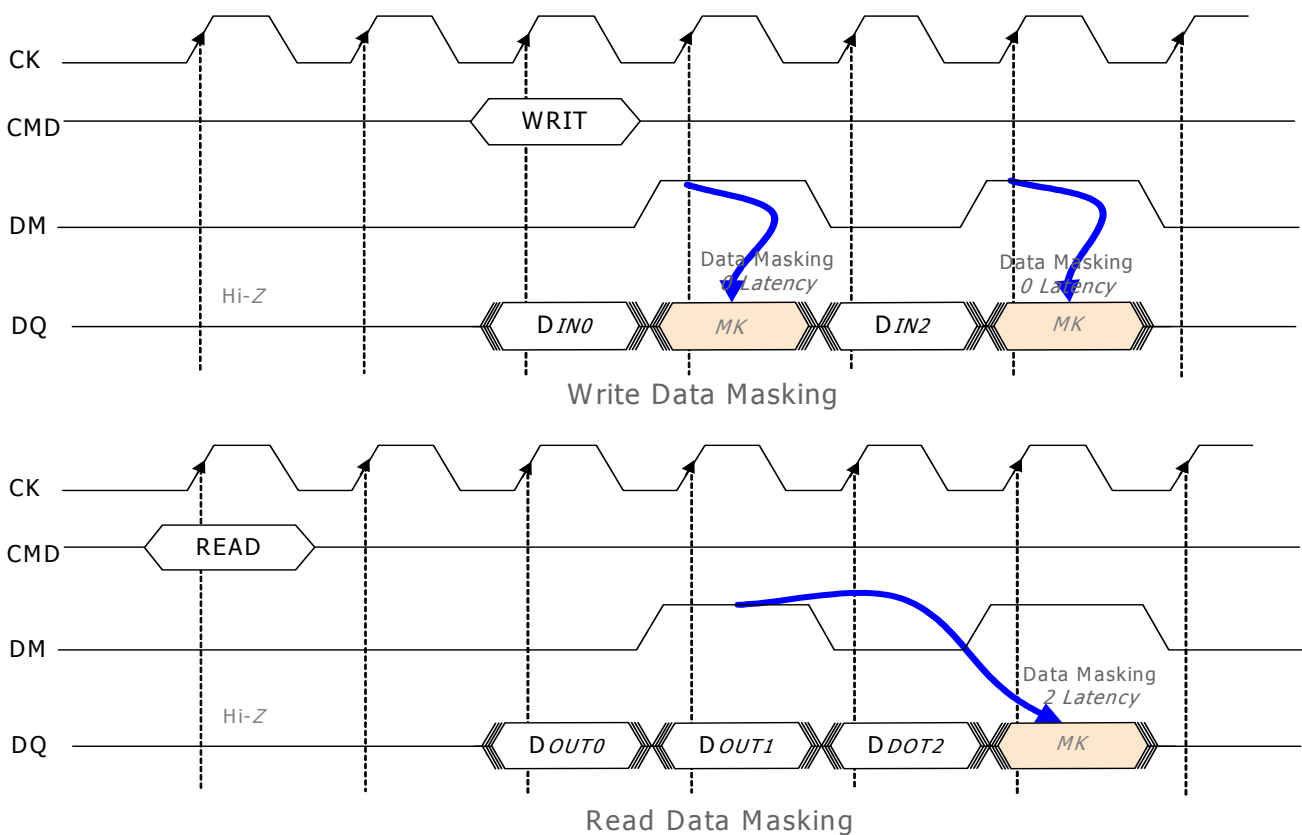 CK
CMD
WRIT
DM
Data Masking
0 Latency
Data Masking
0 Latency
Hi-Z
DQ
DIN0
MK
DIN2
MK
Write Data Masking
CK
CMD
READ
DM
Data Masking
2 Latency
Hi-Z
DQ
DOUT0
DOUT1
DDOT2
MK
Read Data Masking